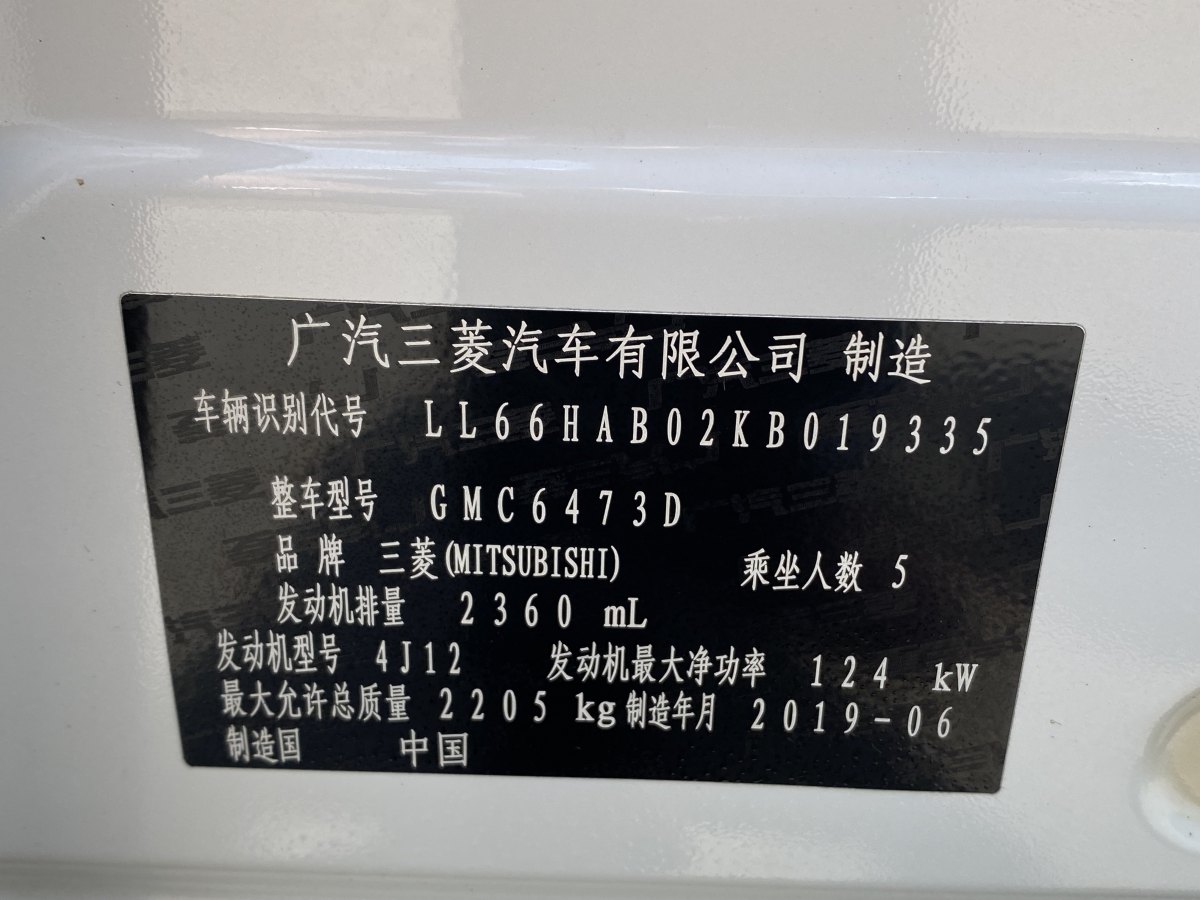 广汽三菱汽车有限公司 制造
车辆识别代号 LL66HAB02KB019335
整车型号 GMC6473D
品牌 三菱(MITSUBISHI) 乘坐人数 5
发动机排量 2360 mL
发动机型号 4J12 发动机最大净功率 124 kW
最大允许总质量 2205 kg 制造年月 2019-06
制造国 中国